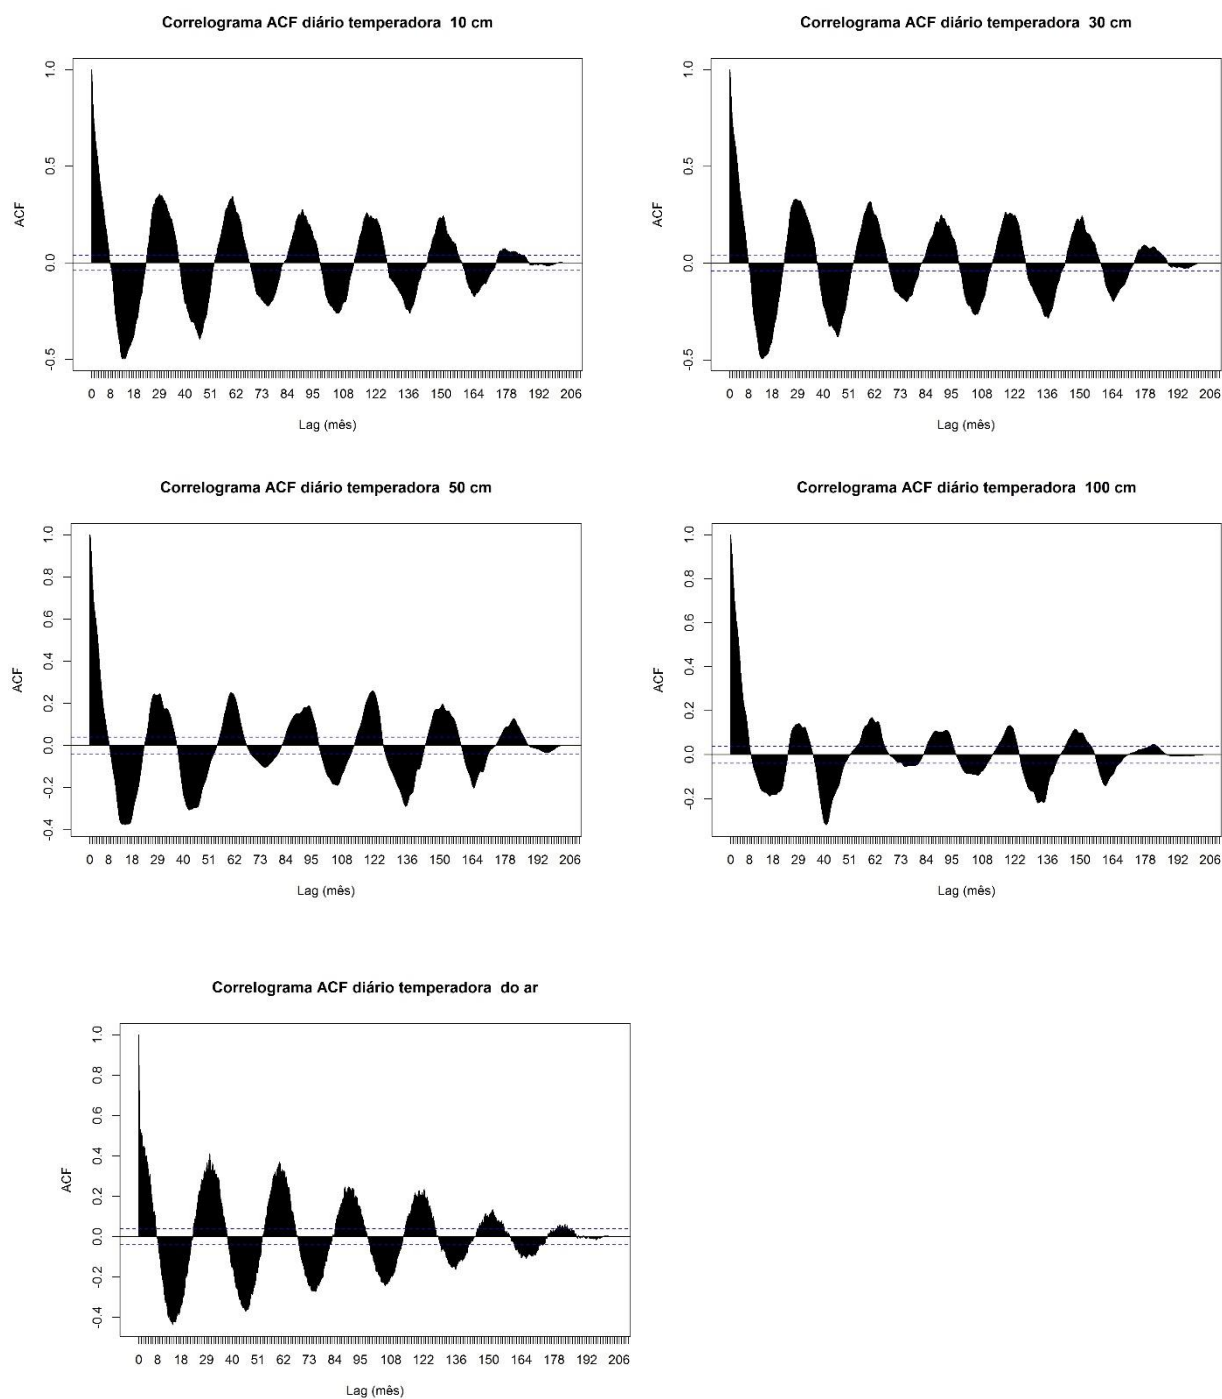 Correlograma ACF diário temperadora 10 cm
1.0
0.5
0.0
-0.5
ACF
0 8 18 29 40 51 62 73 84 95 108 122 136 150 164 178 192 206
Lag (mês)
Correlograma ACF diário temperadora 30 cm
1.0
0.5
0.0
-0.5
ACF
0 8 18 29 40 51 62 73 84 95 108 122 136 150 164 178 192 206
Lag (mês)
Correlograma ACF diário temperadora 50 cm
1.0
0.8
0.6
0.4
0.2
0.0
-0.2
-0.4
ACF
0 8 18 29 40 51 62 73 84 95 108 122 136 150 164 178 192 206
Lag (mês)
Correlograma ACF diário temperadora 100 cm
1.0
0.8
0.6
0.4
0.2
0.0
-0.2
ACF
0 8 18 29 40 51 62 73 84 95 108 122 136 150 164 178 192 206
Lag (mês)
Correlograma ACF diário temperadora do ar
1.0
0.8
0.6
0.4
0.2
0.0
-0.2
-0.4
ACF
0 8 18 29 40 51 62 73 84 95 108 122 136 150 164 178 192 206
Lag (mês)